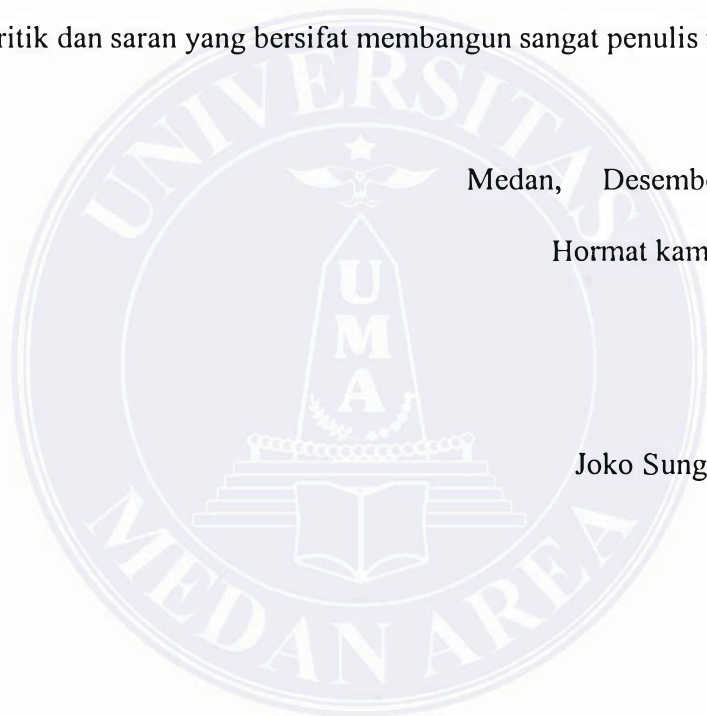 ritik dan saran yang bersifat membangun sangat penulis
UNIVERSITAS
Medan, Desemb
Hormat kam
UMA
Joko Sung
MEDAN AREA